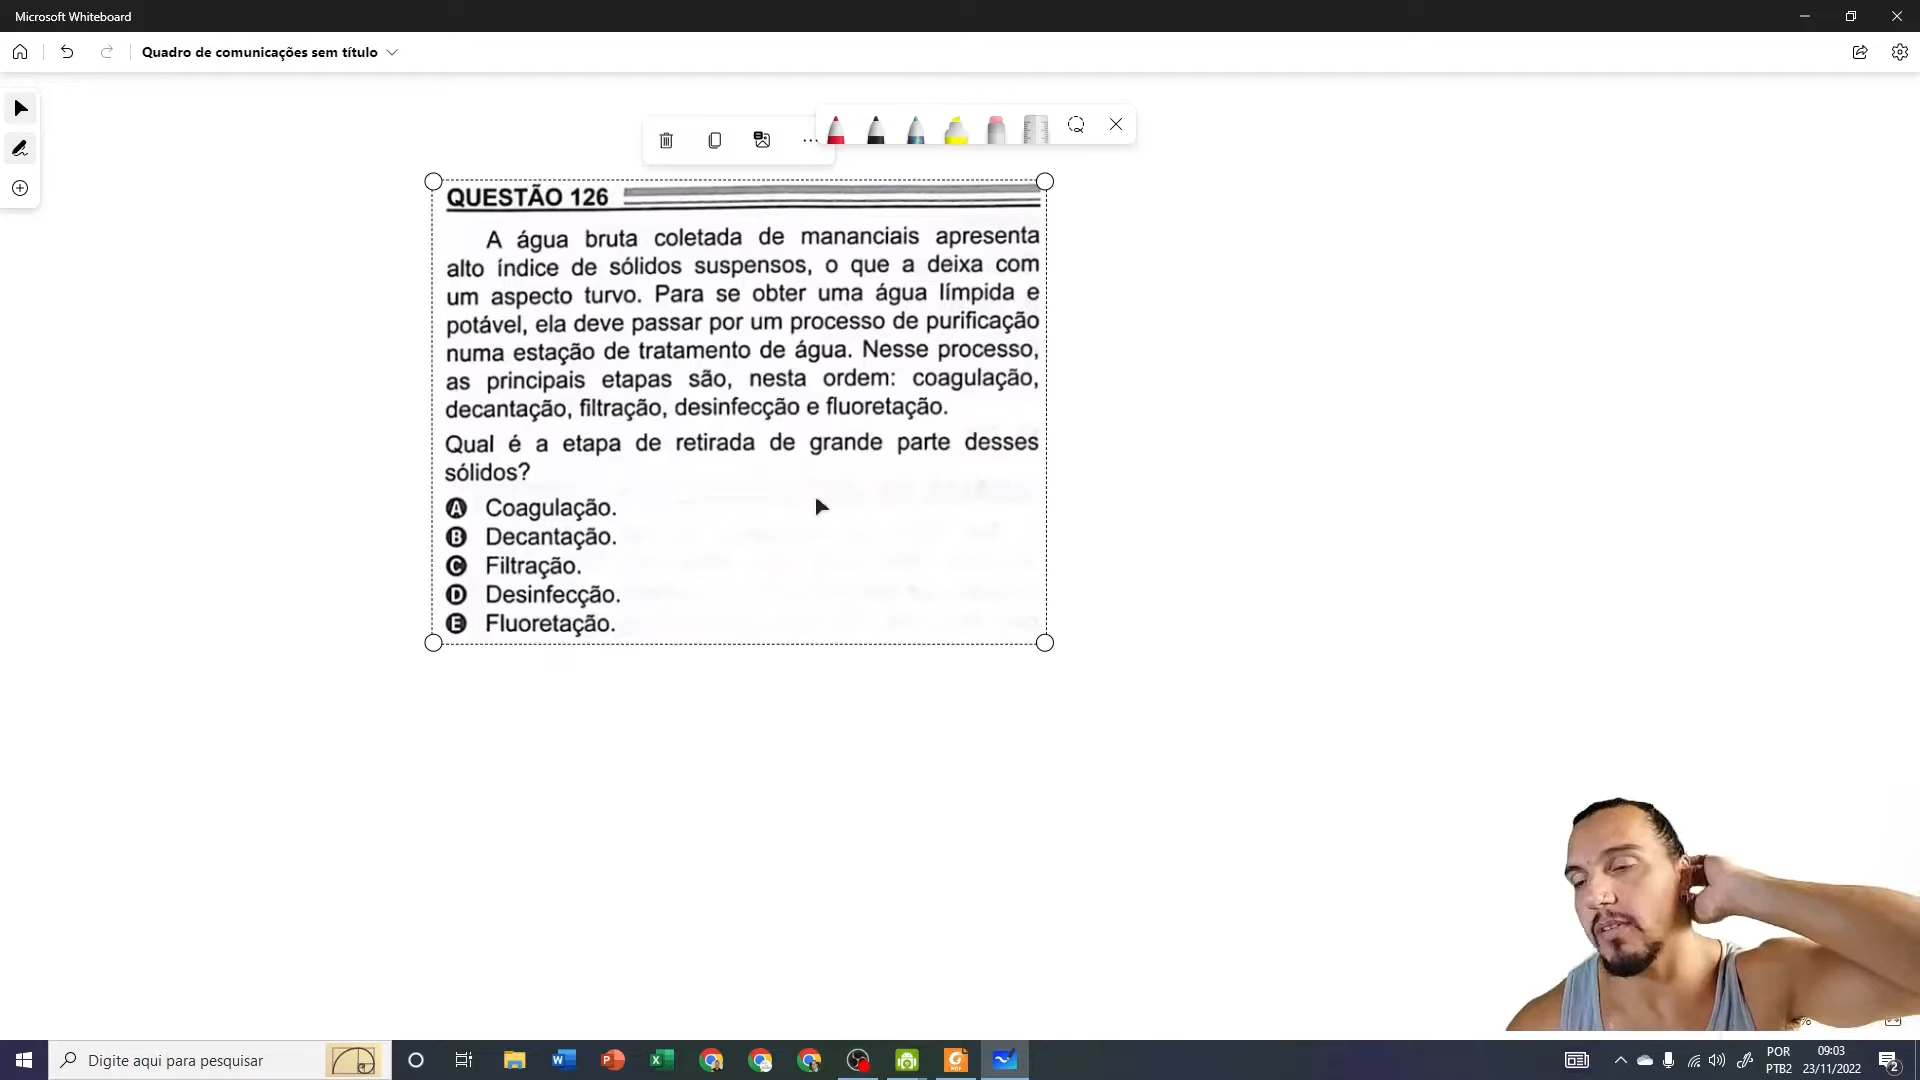 Microsoft Whiteboard
Quadro de comunicações sem título
QUESTÃO 126
A água bruta coletada de mananciais apresenta
alto índice de sólidos suspensos, o que a deixa com
um aspecto turvo. Para se obter uma água límpida e
potável, ela deve passar por um processo de purificação
numa estação de tratamento de água. Nesse processo,
as principais etapas são, nesta ordem: coagulação,
decantação, filtração, desinfecção e fluoretação.
Qual é a etapa de retirada de grande parte desses
sólidos?
A Coagulação.
B Decantação.
C Filtração.
D Desinfecção.
E Fluoretação.
Digite aqui para pesquisar
POR
PTB2
09:03
23/11/2022
2